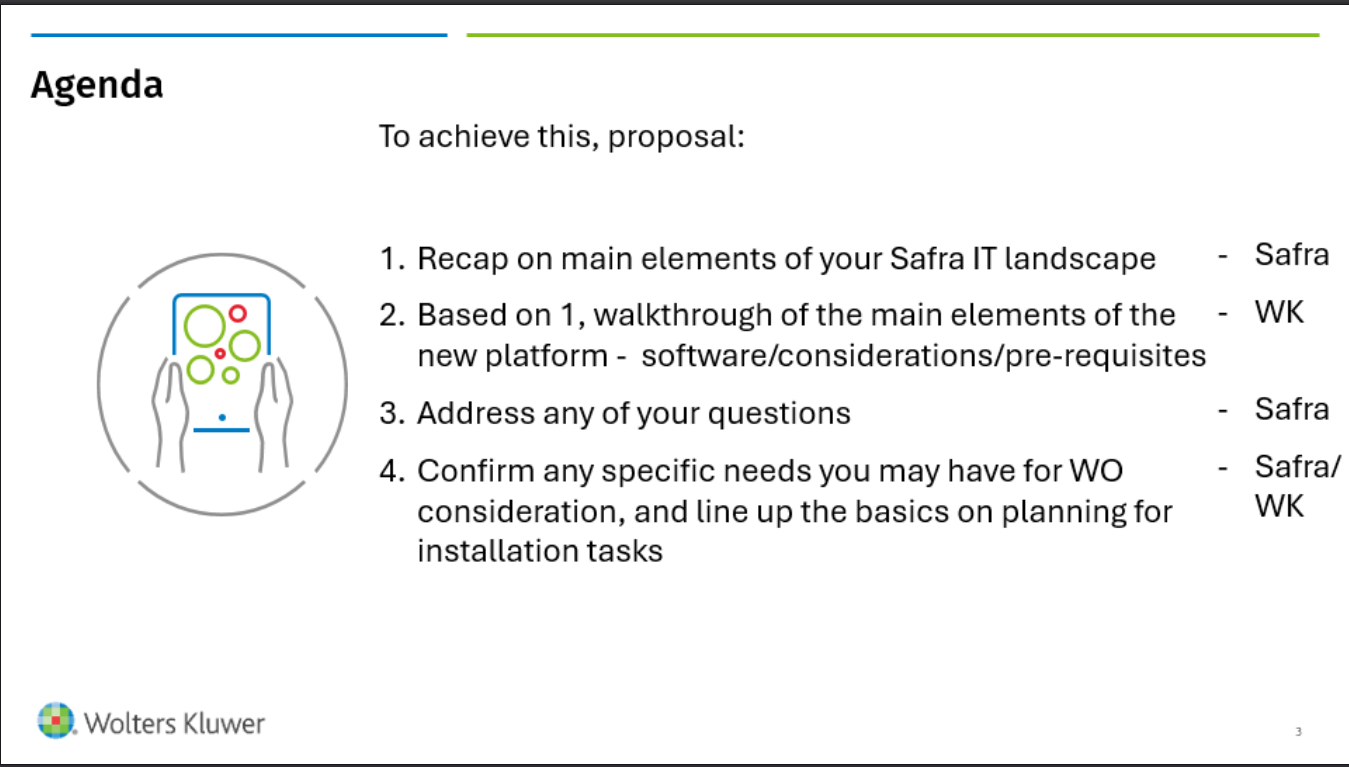 Agenda
To achieve this, proposal:
1. Recap on main elements of your Safra IT landscape - Safra
2. Based on 1, walkthrough of the main elements of the - WK
new platform - software/considerations/pre-requisites
3. Address any of your questions - Safra
4. Confirm any specific needs you may have for WO - Safra/
consideration, and line up the basics on planning for WK
installation tasks
Wolters Kluwer
3